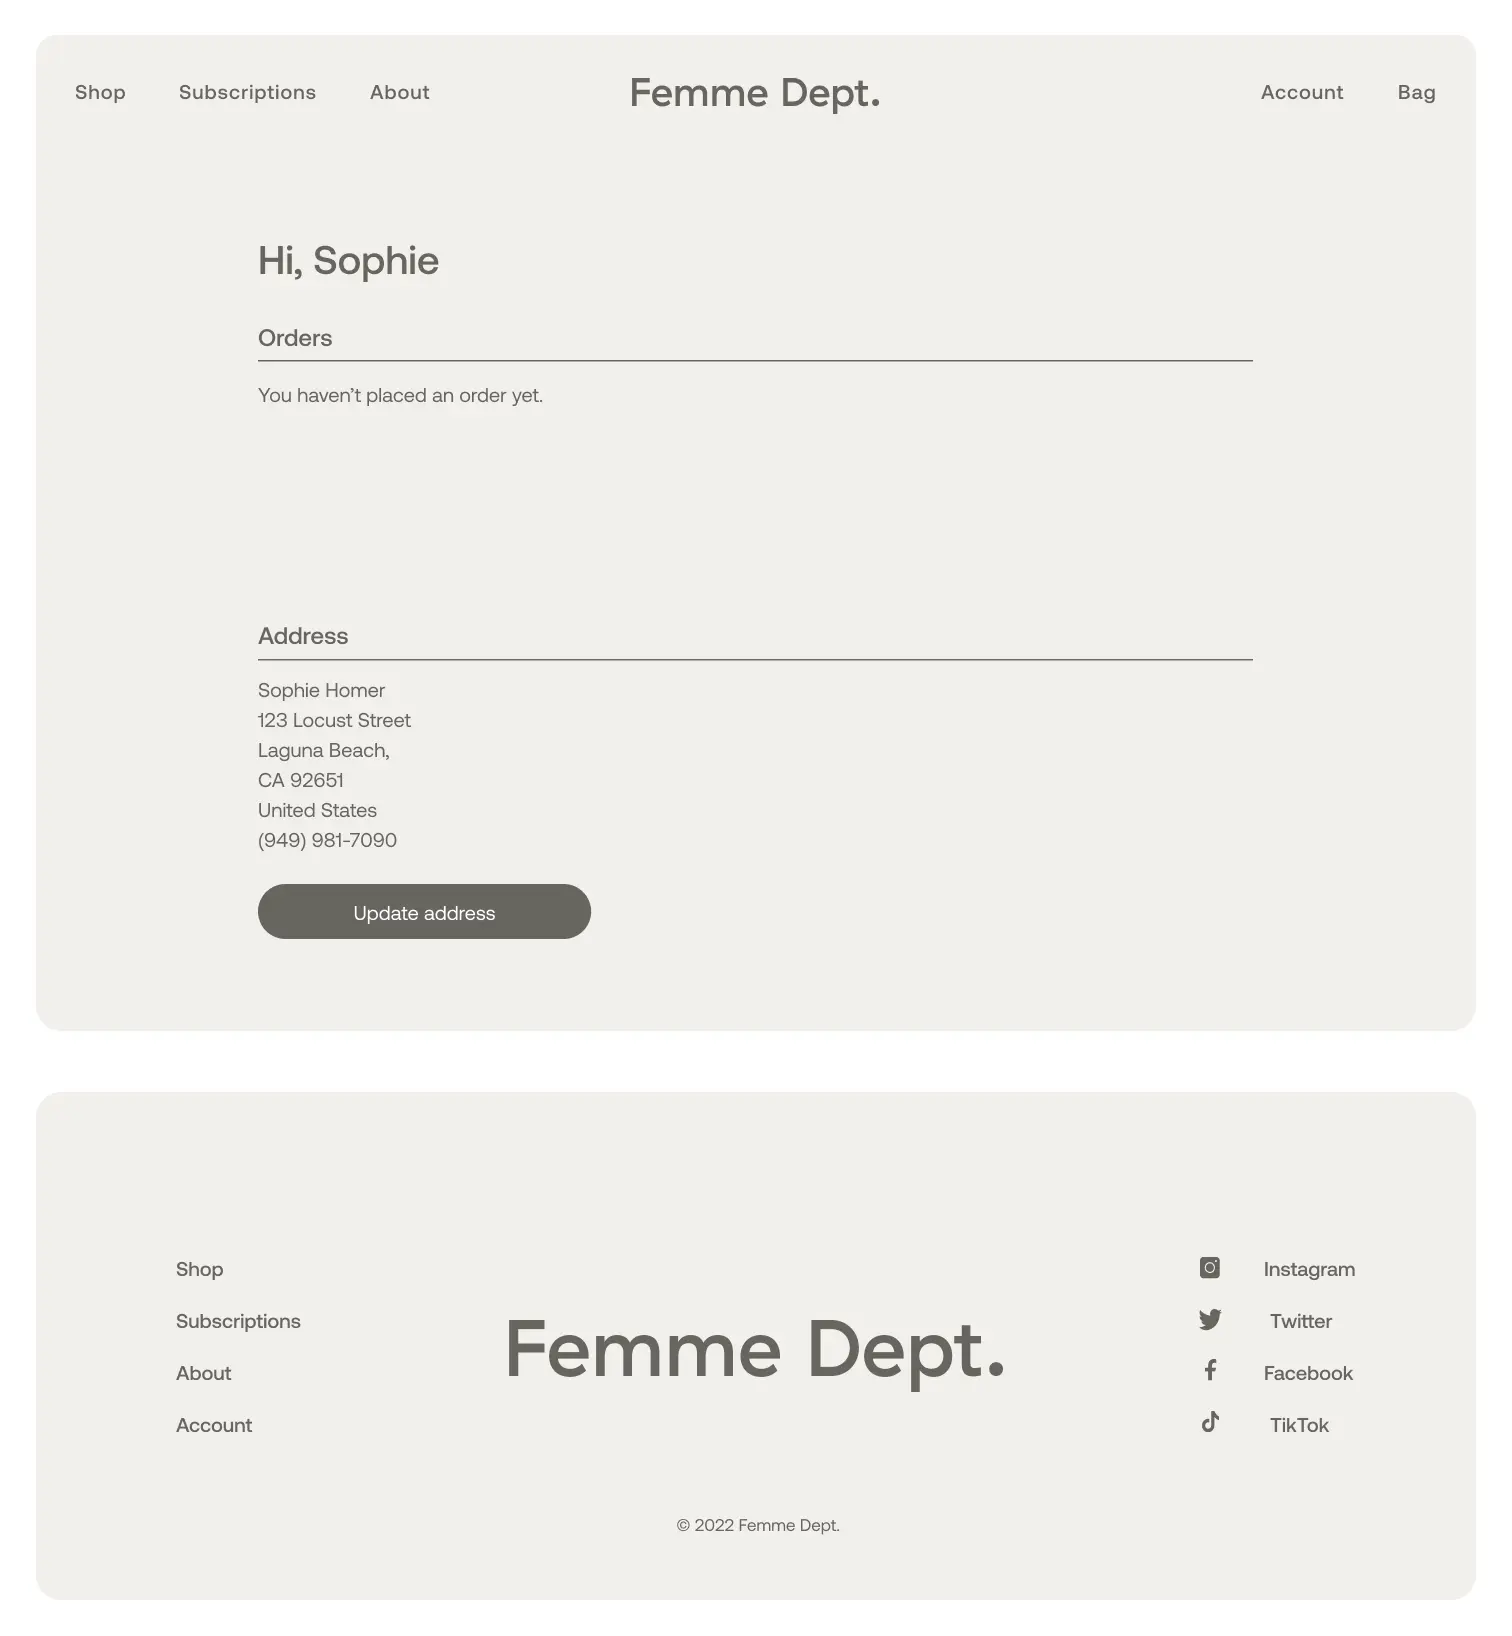 Shop Subscriptions About Femme Dept. Account Bag
Hi, Sophie
Orders
You haven’t placed an order yet.
Address
Sophie Homer
123 Locust Street
Laguna Beach,
CA 92651
United States
(949) 981-7090
Update address
Shop
Subscriptions
About
Account
Femme Dept.
Instagram
Twitter
Facebook
TikTok
© 2022 Femme Dept.